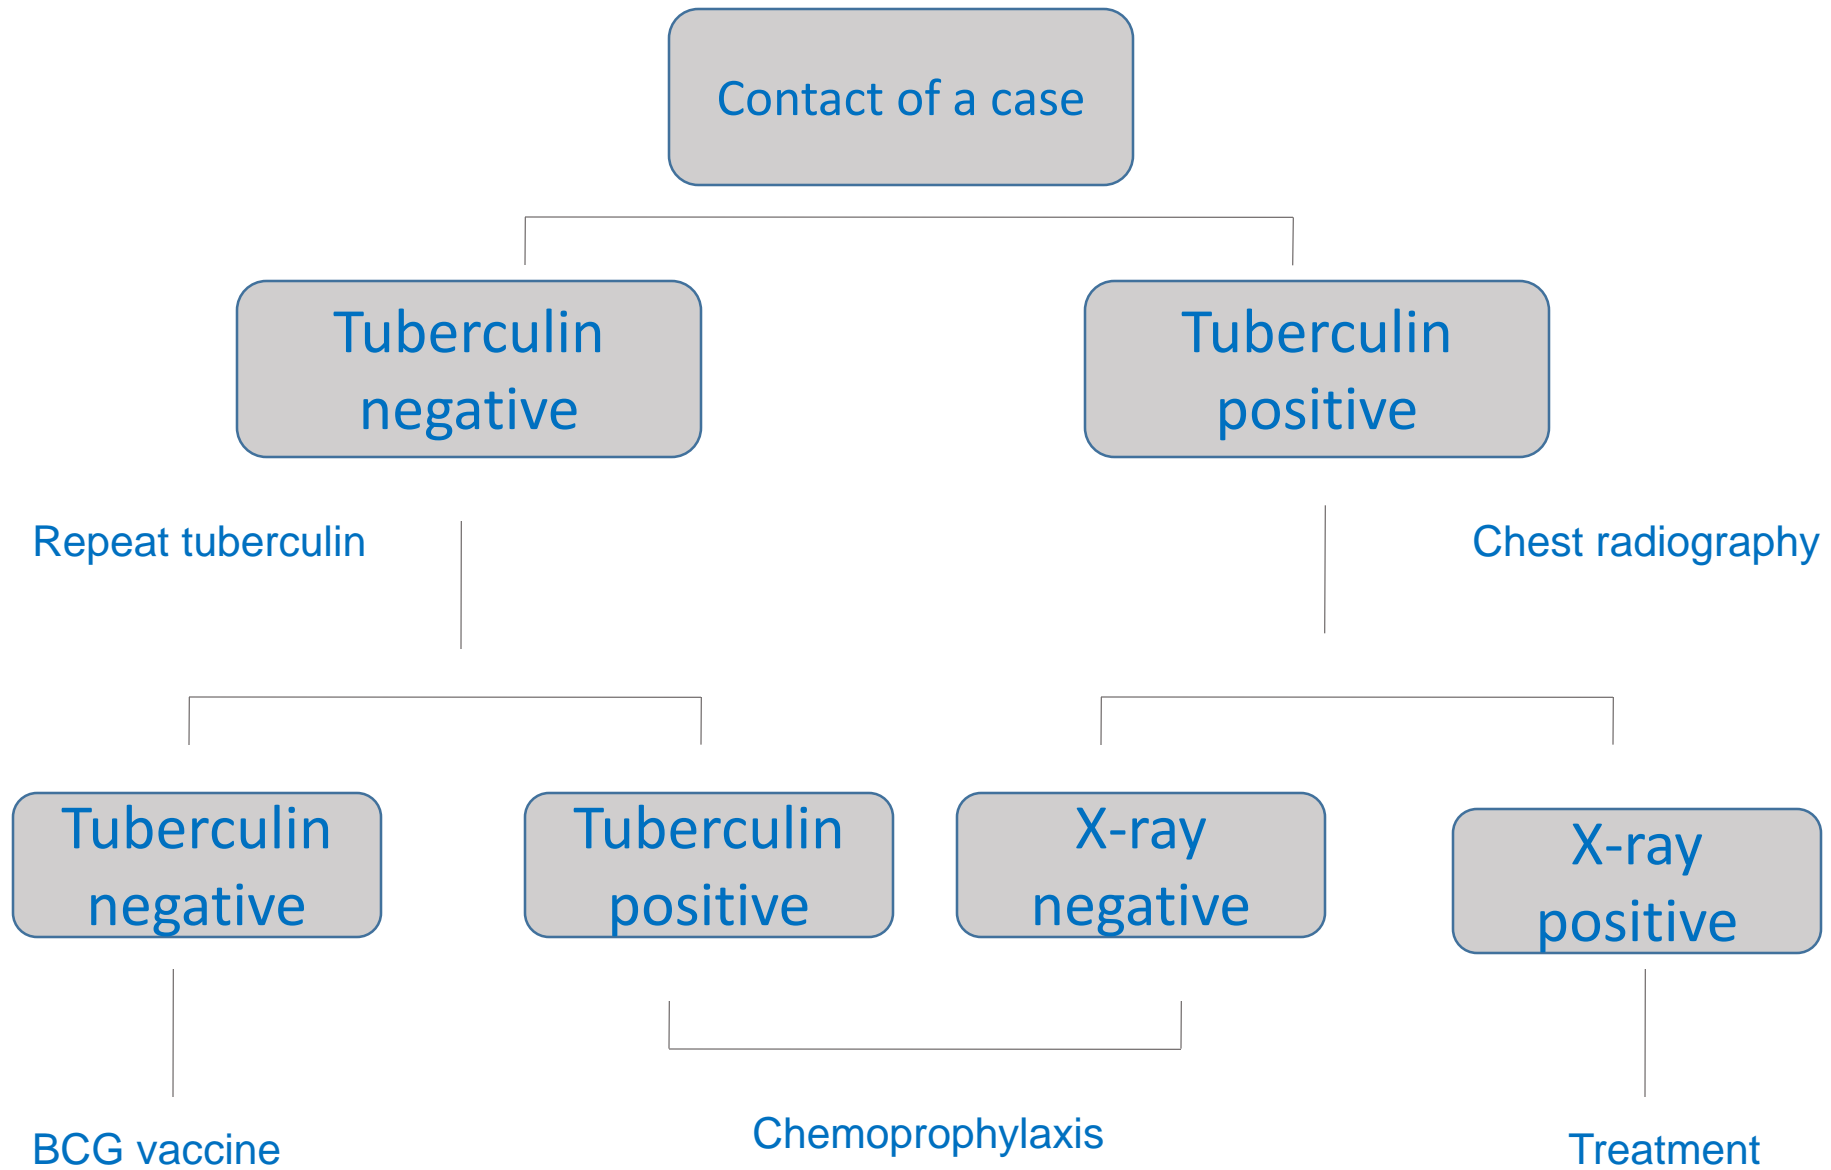 Contact of a case
Tuberculin
negative
Tuberculin
positive
Repeat tuberculin
Chest radiography
Tuberculin
negative
Tuberculin
positive
X-ray
negative
X-ray
positive
BCG vaccine
Chemoprophylaxis
Treatment